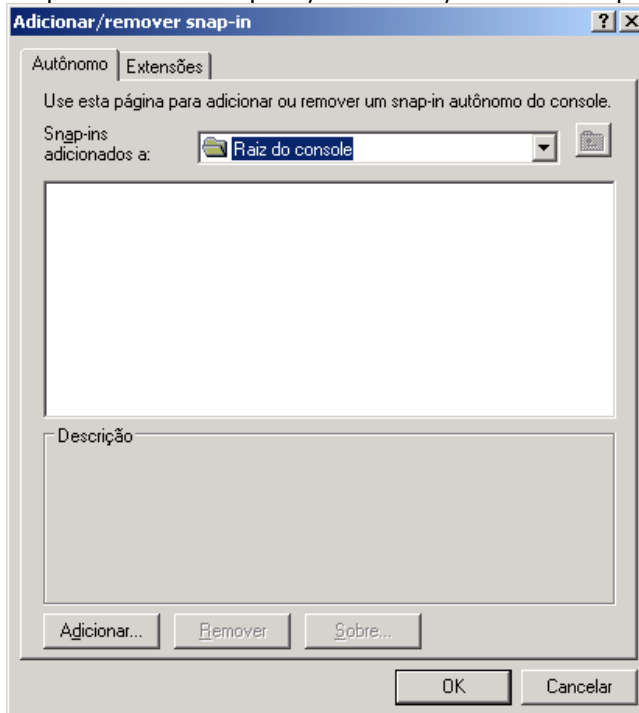 Adicionar/remover snap-in
Autônomo Extensões
Use esta página para adicionar ou remover um snap-in autônomo do console.
Snap-ins
adicionados a: Raiz do console
Descrição
Adicionar... Remover Sobre...
OK Cancelar